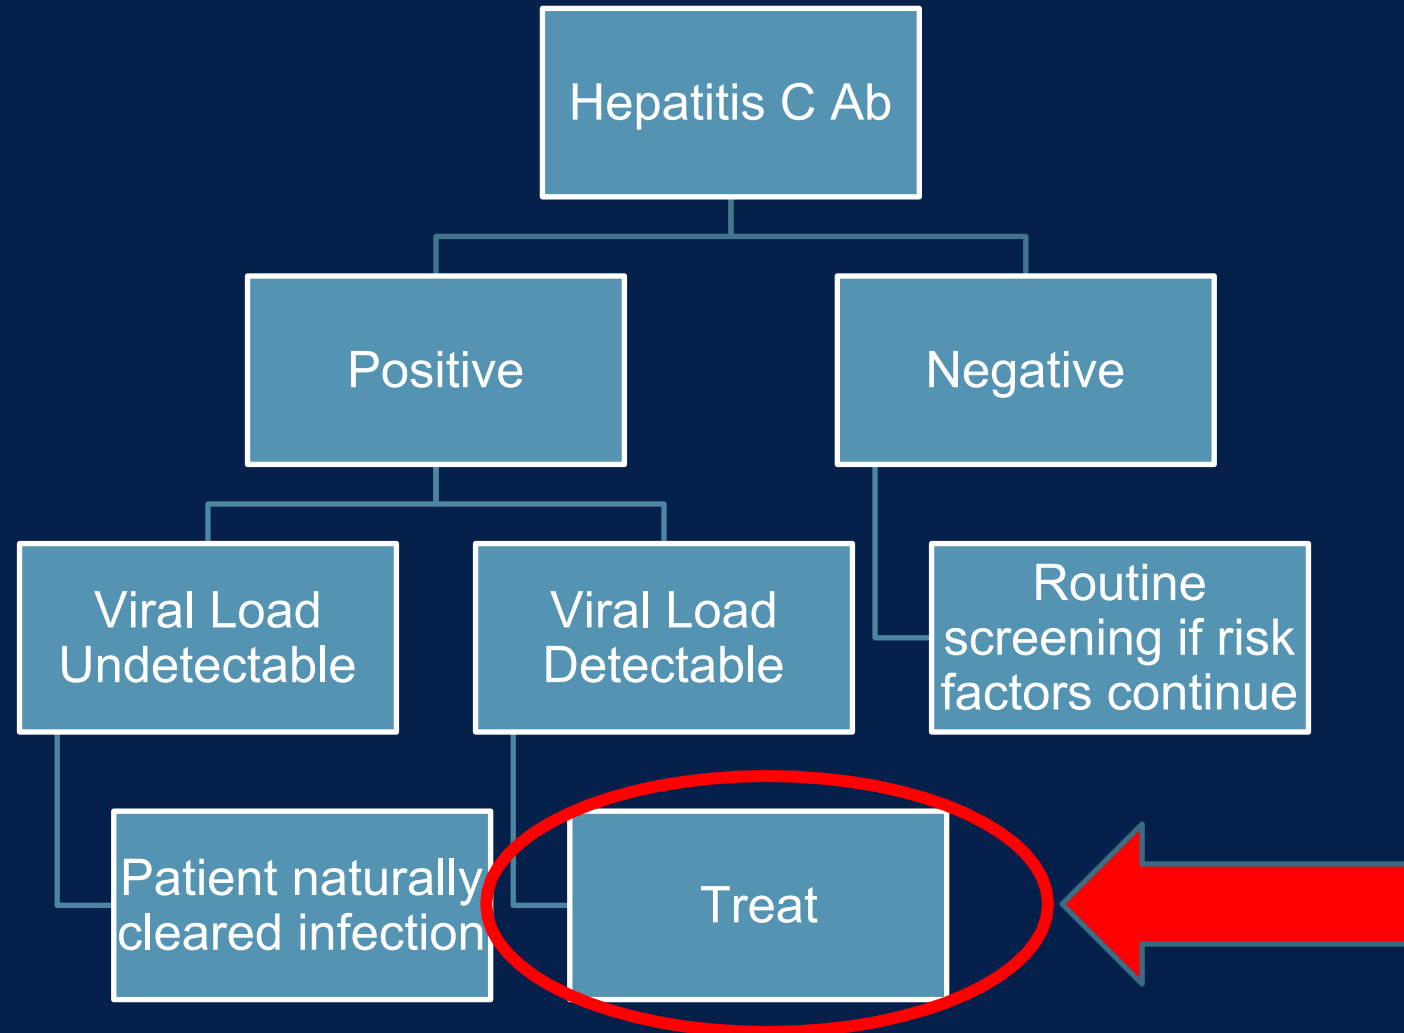 Hepatitis C Ab
Positive
Negative
Viral Load
Undetectable
Viral Load
Detectable
Routine
screening if risk
factors continue
Patient naturally
cleared infection
Treat